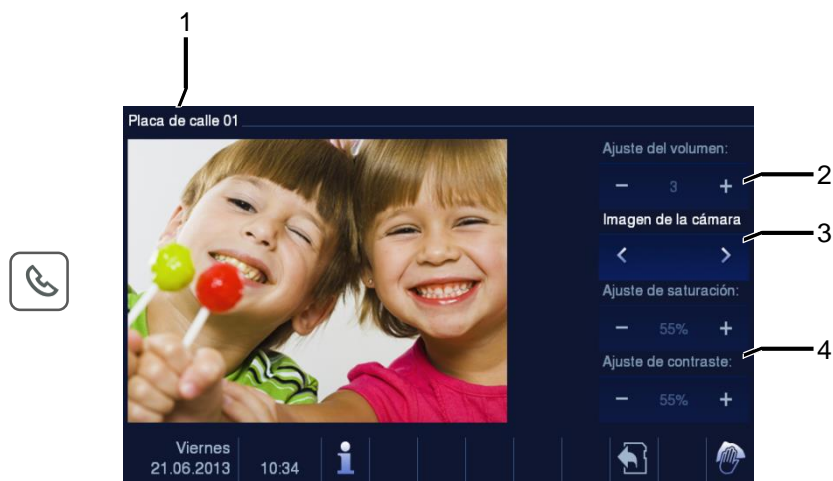 1
Placa de calle 01
Ajuste del volumen:
− 3 +
2
Imagen de la cámara
< >
3
Ajuste de saturación:
− 55% +
Ajuste de contraste:
4
− 55% +
Viernes
21.06.2013 10:34